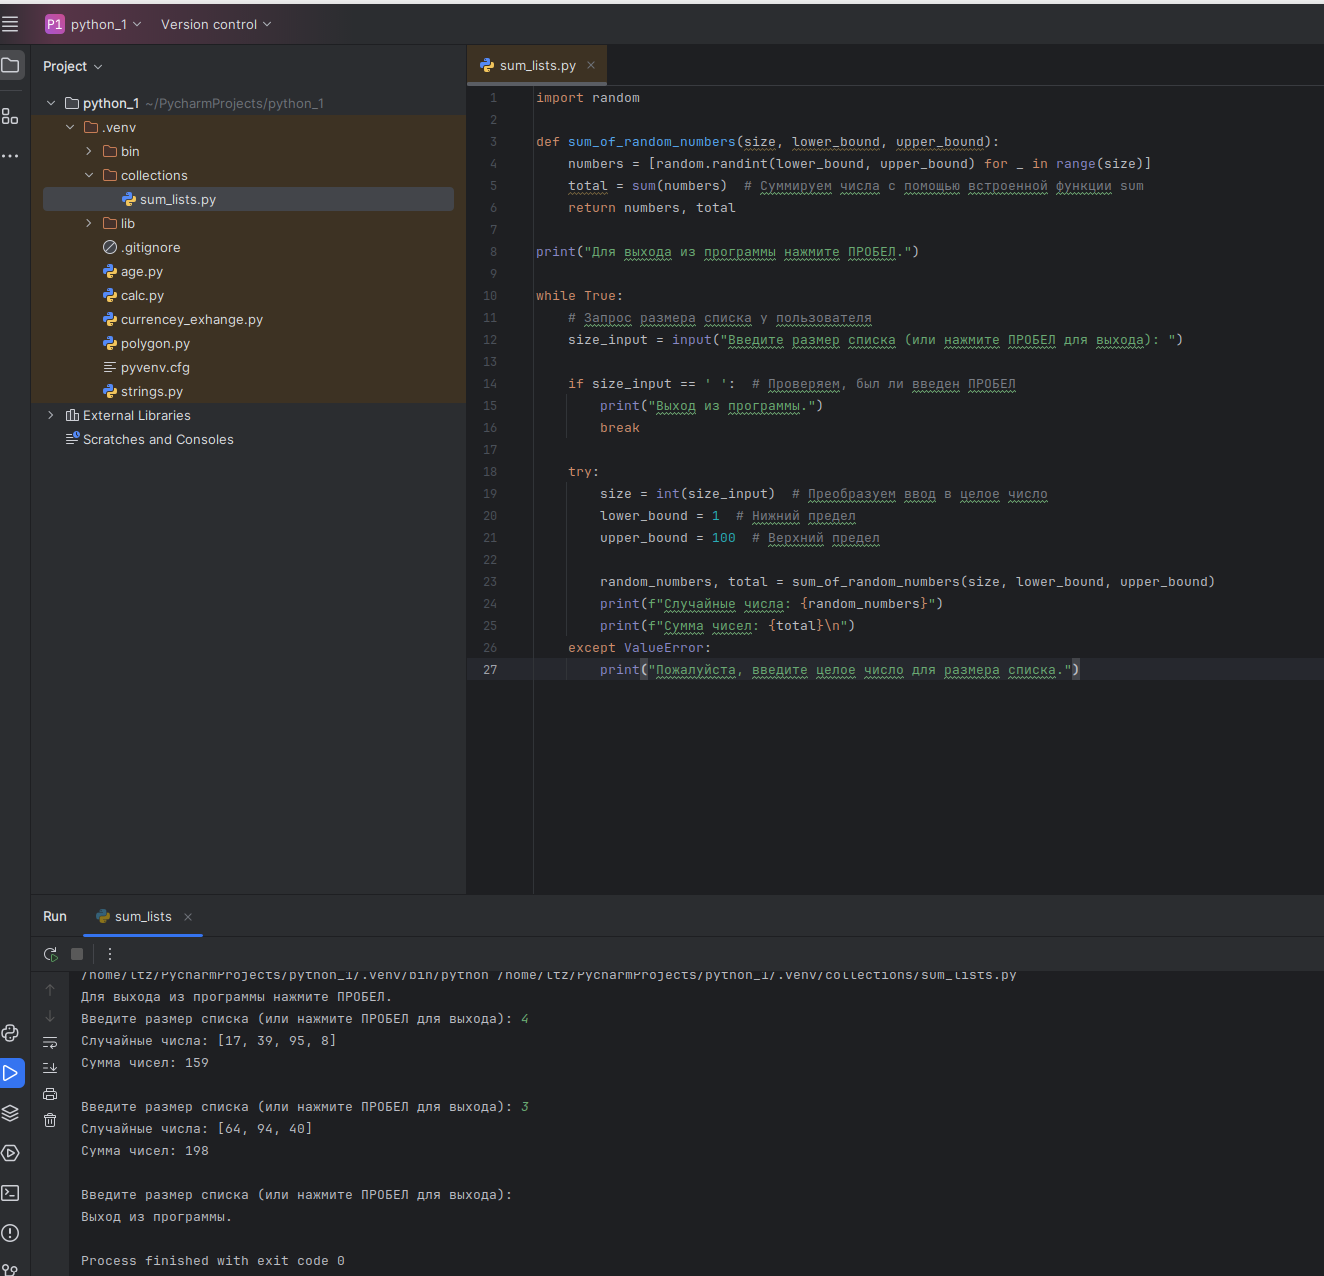 P1 python_1 Version control
Project
python_1 ~/PycharmProjects/python_1
.venv
bin
collections
sum_lists.py
lib
.gitignore
age.py
calc.py
currencey_exhange.py
polygon.py
pyvenv.cfg
strings.py
External Libraries
Scratches and Consoles
sum_lists.py
1 import random
2
3 def sum_of_random_numbers(size, lower_bound, upper_bound):
4 numbers = [random.randint(lower_bound, upper_bound) for _ in range(size)]
5 total = sum(numbers)  # Суммируем числа с помощью встроенной функции sum
6 return numbers, total
7
8 print("Для выхода из программы нажмите ПРОБЕЛ.")
9
10 while True:
11 # Запрос размера списка у пользователя
12 size_input = input("Введите размер списка (или нажмите ПРОБЕЛ для выхода): ")
13
14 if size_input == ' ':  # Проверяем, был ли введен ПРОБЕЛ
15 print("Выход из программы.")
16 break
17
18 try:
19 size = int(size_input)  # Преобразуем ввод в целое число
20 lower_bound = 1  # Нижний предел
21 upper_bound = 100  # Верхний предел
22
23 random_numbers, total = sum_of_random_numbers(size, lower_bound, upper_bound)
24 print(f"Случайные числа: {random_numbers}")
25 print(f"Сумма чисел: {total}\n")
26 except ValueError:
27 print("Пожалуйста, введите целое число для размера списка.")
Run sum_lists
/home/ltz/PycharmProjects/python_1/.venv/bin/python /home/ltz/PycharmProjects/python_1/.venv/collections/sum_lists.py
Для выхода из программы нажмите ПРОБЕЛ.
Введите размер списка (или нажмите ПРОБЕЛ для выхода): 4
Случайные числа: [17, 39, 95, 8]
Сумма чисел: 159
Введите размер списка (или нажмите ПРОБЕЛ для выхода): 3
Случайные числа: [64, 94, 40]
Сумма чисел: 198
Введите размер списка (или нажмите ПРОБЕЛ для выхода):
Выход из программы.
Process finished with exit code 0